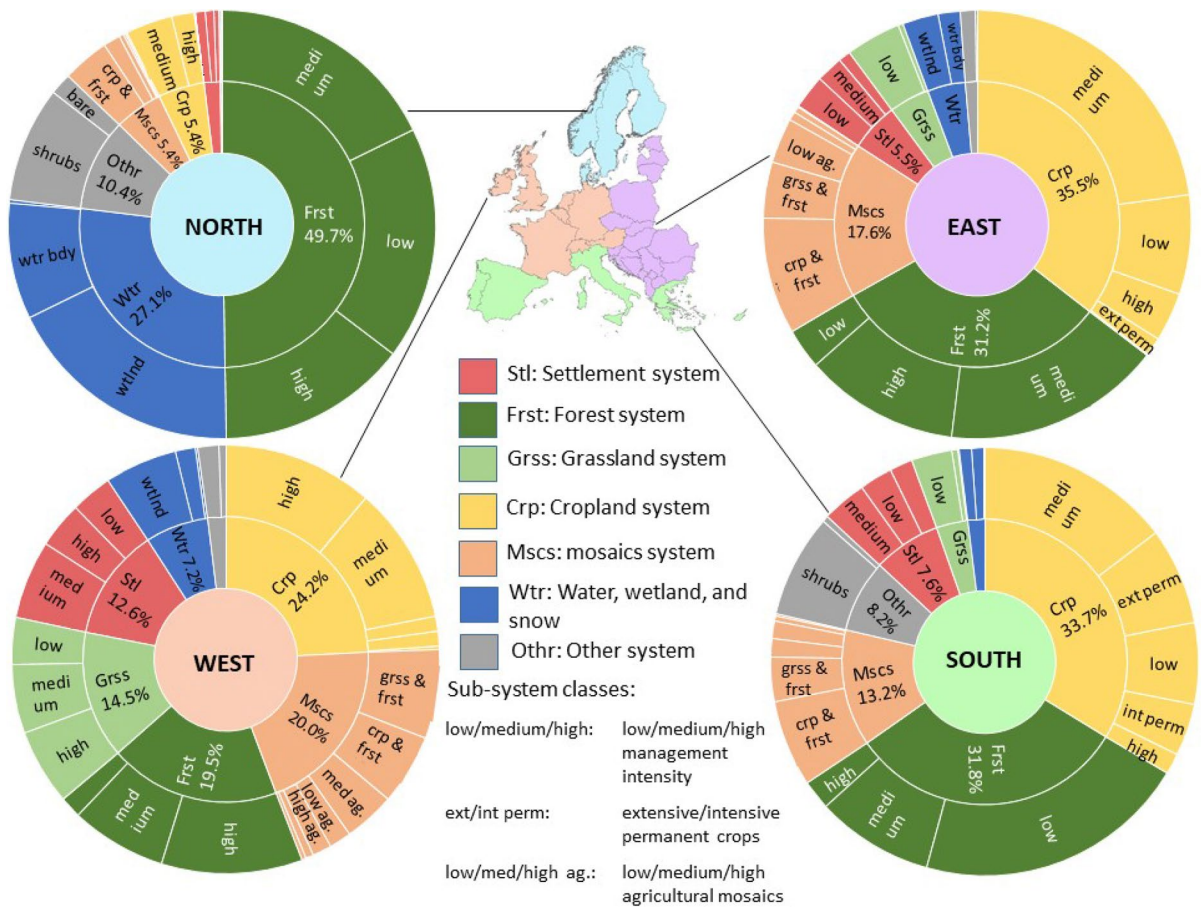 NORTH
Frst
49.7%
medi
um
low
high
Wtr
27.1%
wtlnd
wtr bdy
Othr
10.4%
shrubs
bare
Mscs 5.4%
crp &
frst
Crp 5.4%
medium
high
EAST
Crp
35.5%
medi
um
low
high
ext perm
Frst
31.2%
medi
um
high
low
Mscs
17.6%
crp &
frst
grss &
frst
low ag.
Stl 5.5%
low
medium
Grss
low
Wtr
wtlnd
wtr bdy
Stl: Settlement system
Frst: Forest system
Grss: Grassland system
Crp: Cropland system
Mscs: mosaics system
Wtr: Water, wetland, and
snow
Othr: Other system
Sub-system classes:
low/medium/high:
low/medium/high
management
intensity
ext/int perm:
extensive/intensive
permanent crops
low/med/high ag.:
low/medium/high
agricultural mosaics
WEST
Crp
24.2%
high
medi
um
Mscs
20.0%
grss &
frst
crp &
frst
med ag.
low ag.
high ag.
Frst
19.5%
high
med
ium
Grss
14.5%
high
medi
um
low
Stl
12.6%
med
ium
high
low
Wtr 7.2%
wtlnd
SOUTH
Crp
33.7%
medi
um
ext perm
low
int perm
high
Frst
31.8%
low
medi
um
high
Mscs
13.2%
crp &
frst
grss &
frst
Othr
8.2%
shrubs
Stl 7.6%
medium
low
Grss
low